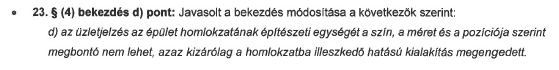 • 23. § (4) bekezdés d) pont: Javasolt a bekezdés módosítása a következők szerint:
d) az üzletjelzés az épület homlokzatának építészeti egységét a szín, a méret és a pozíciója szerint
megbontó nem lehet, azaz kizárólag a homlokzatba illeszkedő hatású kialakítás megengedett.